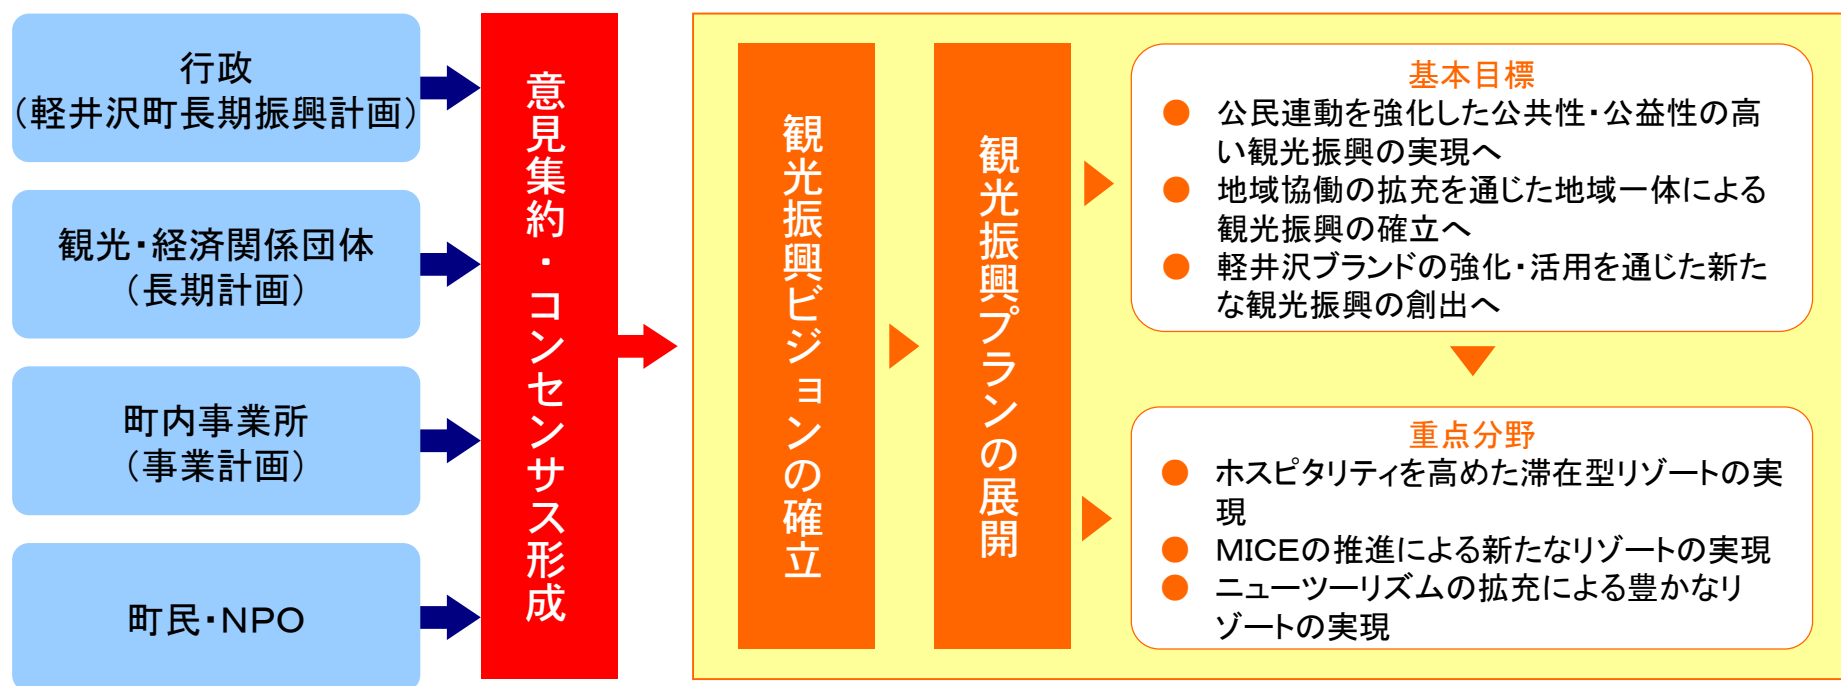 行政
(軽井沢町長期振興計画)
観光・経済関係団体
(長期計画)
町内事業所
(事業計画)
町民・NPO
意見集約・コンセンサス形成
観光振興ビジョンの確立
観光振興プランの展開
基本目標
● 公民連動を強化した公共性・公益性の高
い観光振興の実現へ
● 地域協働の拡充を通じた地域一体による
観光振興の確立へ
● 軽井沢ブランドの強化・活用を通じた新た
な観光振興の創出へ
重点分野
● ホスピタリティを高めた滞在型リゾートの実
現
● MICEの推進による新たなリゾートの実現
● ニューツーリズムの拡充による豊かなリ
ゾートの実現